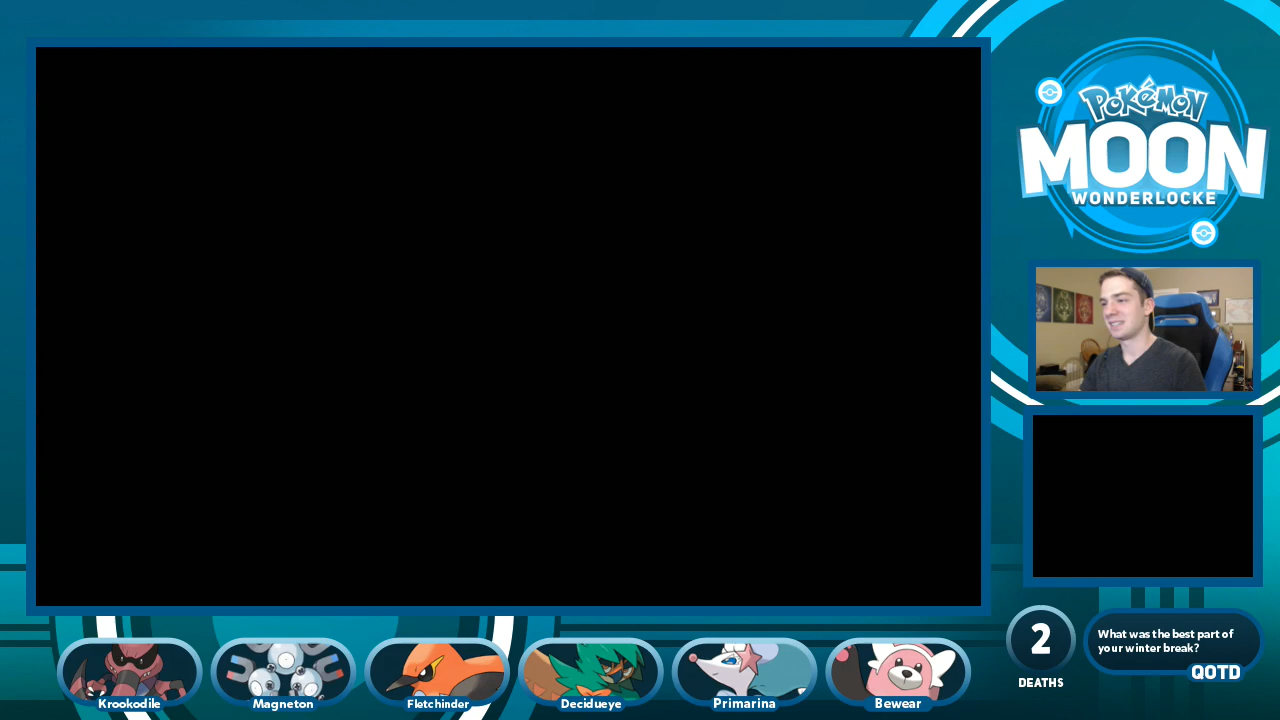 POKéMON
MOON
WONDERLOCKE
2
DEATHS
What was the best part of
your winter break?
QOTD
Krookodile
Magneton
Fletchinder
Decidueye
Primarina
Bewear